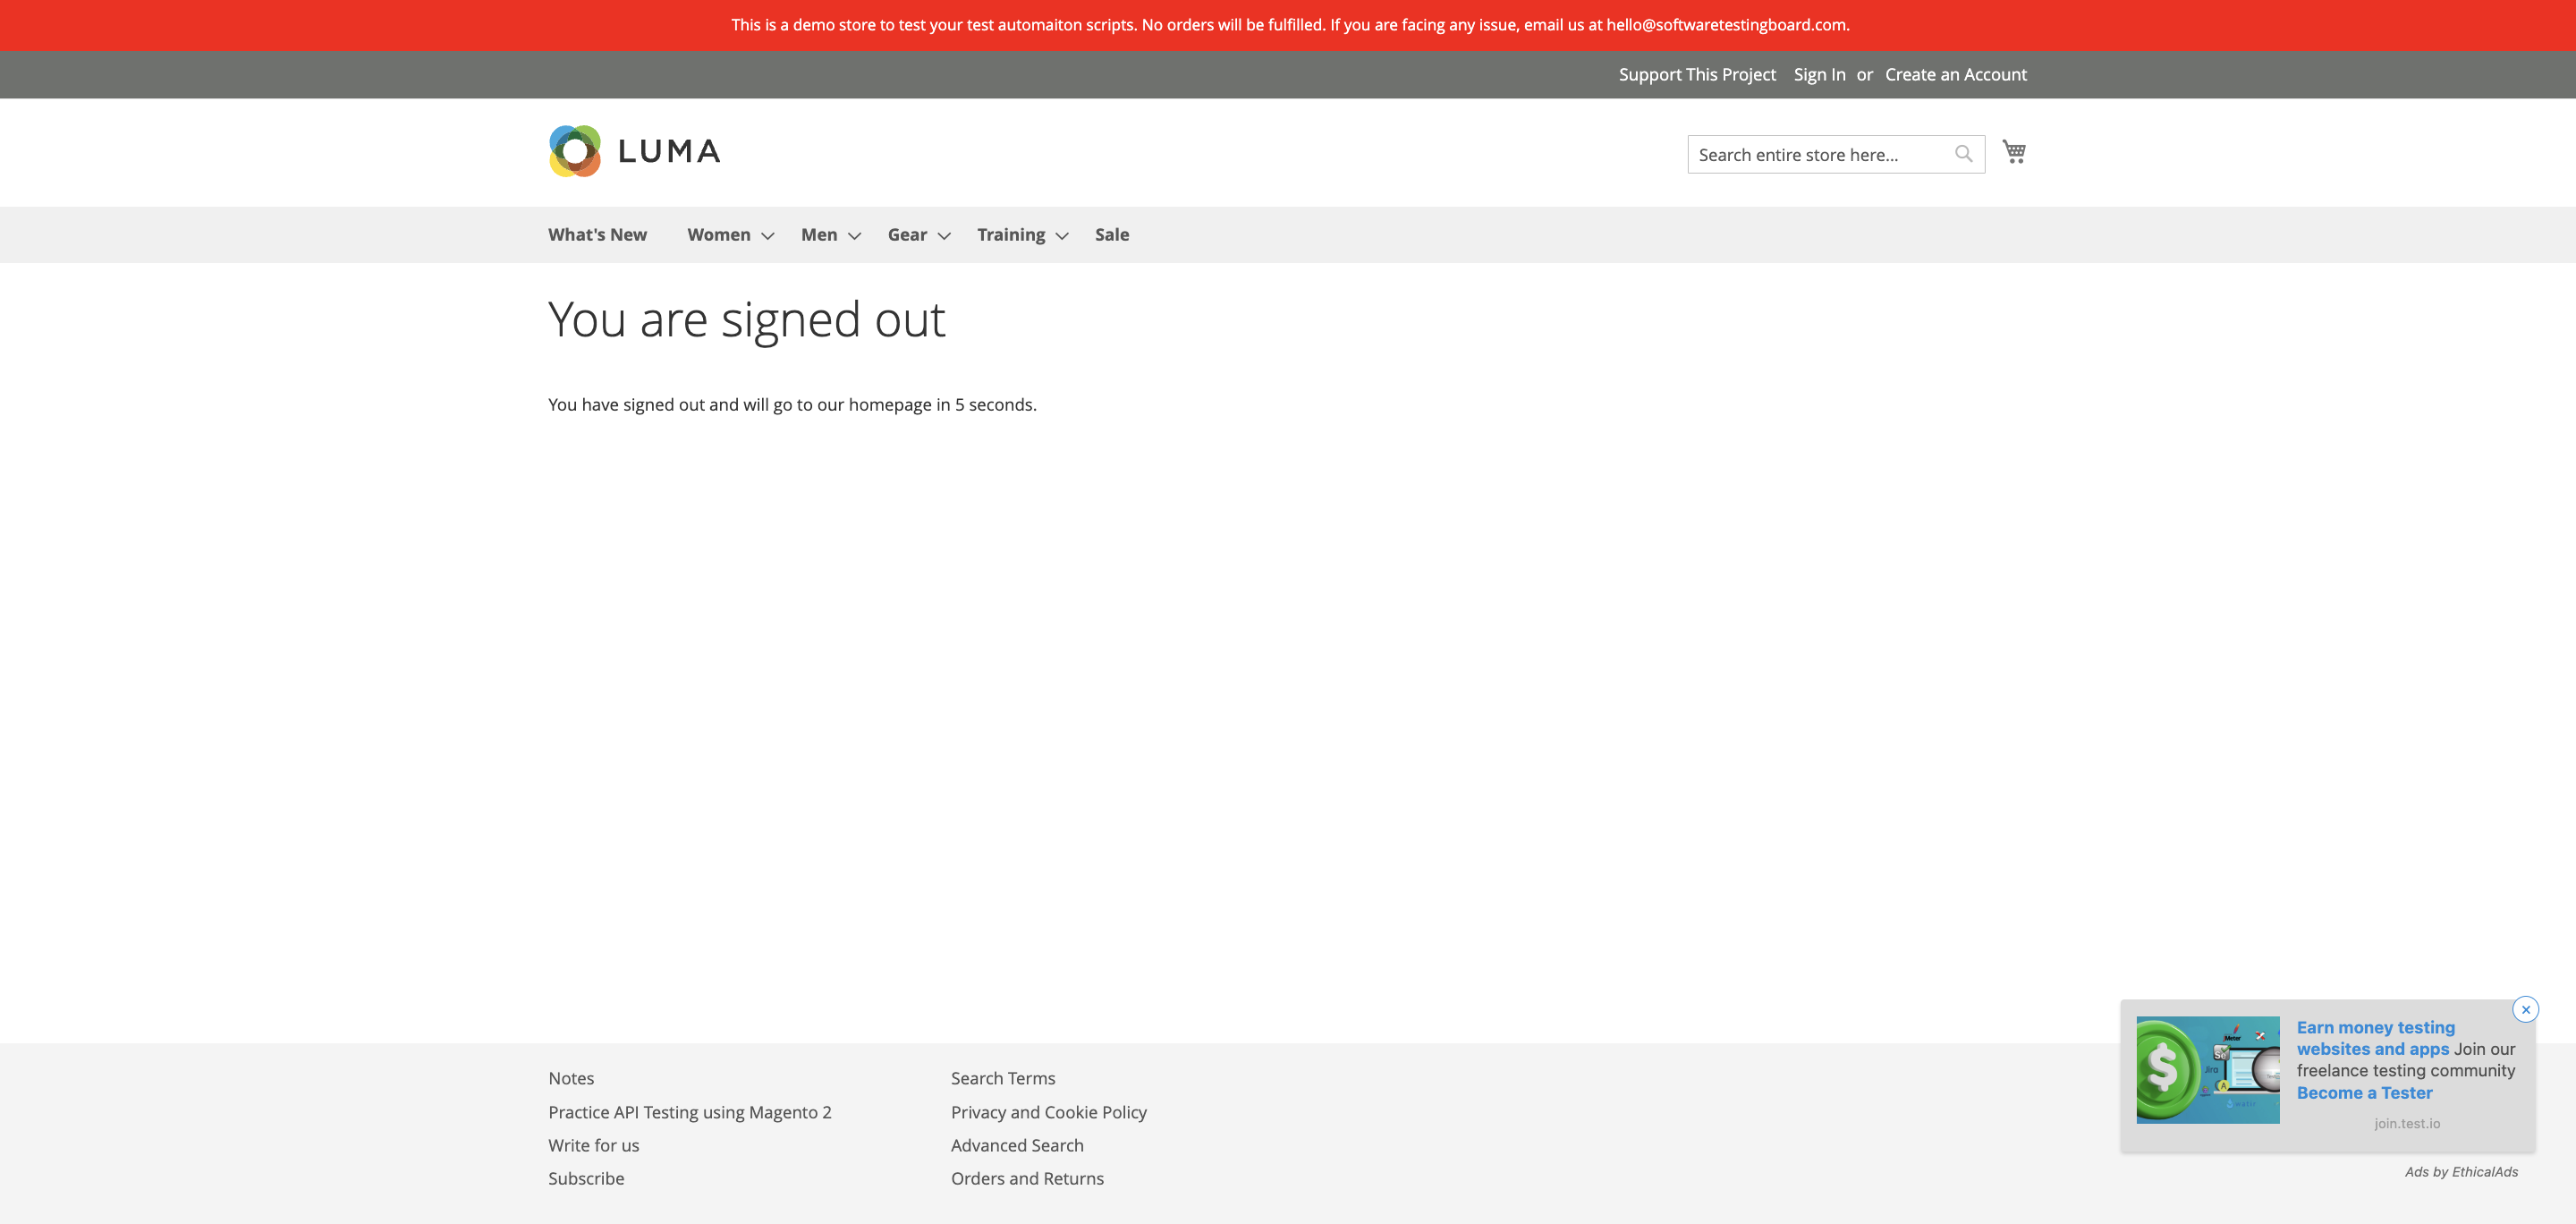 This is a demo store to test your test automaiton scripts. No orders will be fulfilled. If you are facing any issue, email us at hello@softwaretestingboard.com.
Support This Project Sign In or Create an Account
LUMA
Search entire store here...
What's New Women Men Gear Training Sale
You are signed out
You have signed out and will go to our homepage in 5 seconds.
Notes
Practice API Testing using Magento 2
Write for us
Subscribe
Search Terms
Privacy and Cookie Policy
Advanced Search
Orders and Returns
Earn money testing
websites and apps Join our
freelance testing community
Become a Tester
join.test.io
Ads by EthicalAds
Jira